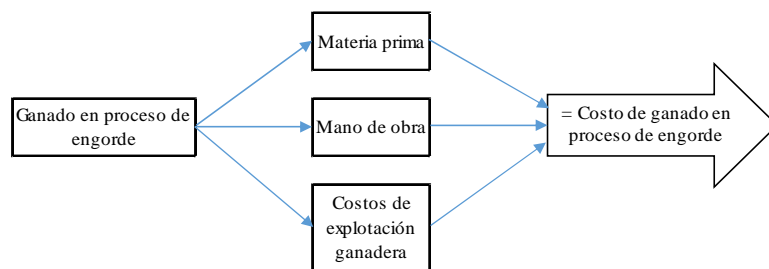 Materia prima
Ganado en proceso de
engorde
Mano de obra
= Costo de ganado en
proceso de engorde
Costos de
explotación
ganadera